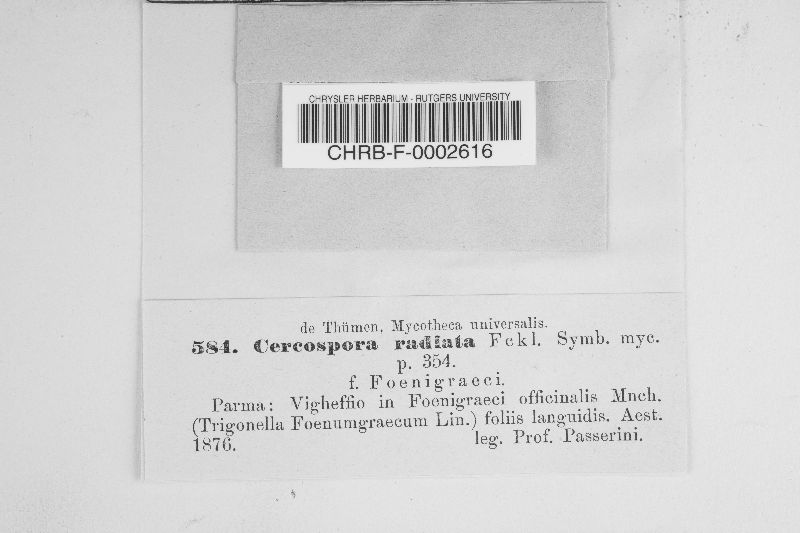 CHRYSLER HERBARIUM - RUTGERS UNIVERSITY
CHRB-F-0002616
de Thümen, Mycotheca universalis.
584. Cercospora radiata Fckl. Symb. myc.
p. 354.
f. Foenigraeci.
Parma: Vigheffio in Foenigraeci officinalis Mnch.
(Trigonella Foenumgraecum Lin.) foliis languidis. Aest.
1876. leg. Prof. Passerini.